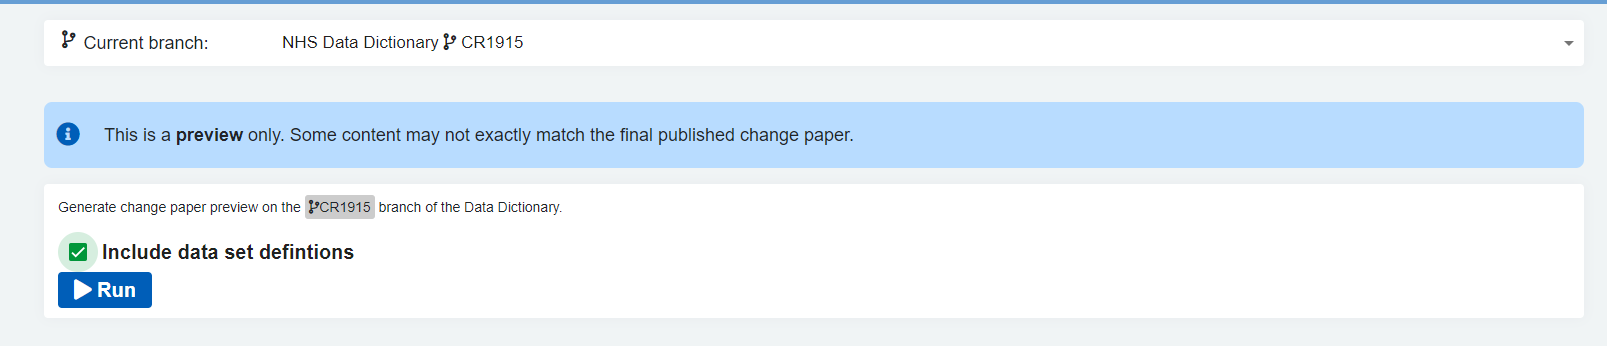 Current branch: NHS Data Dictionary CR1915
This is a preview only. Some content may not exactly match the final published change paper.
Generate change paper preview on the CR1915 branch of the Data Dictionary.
Include data set defintions
Run